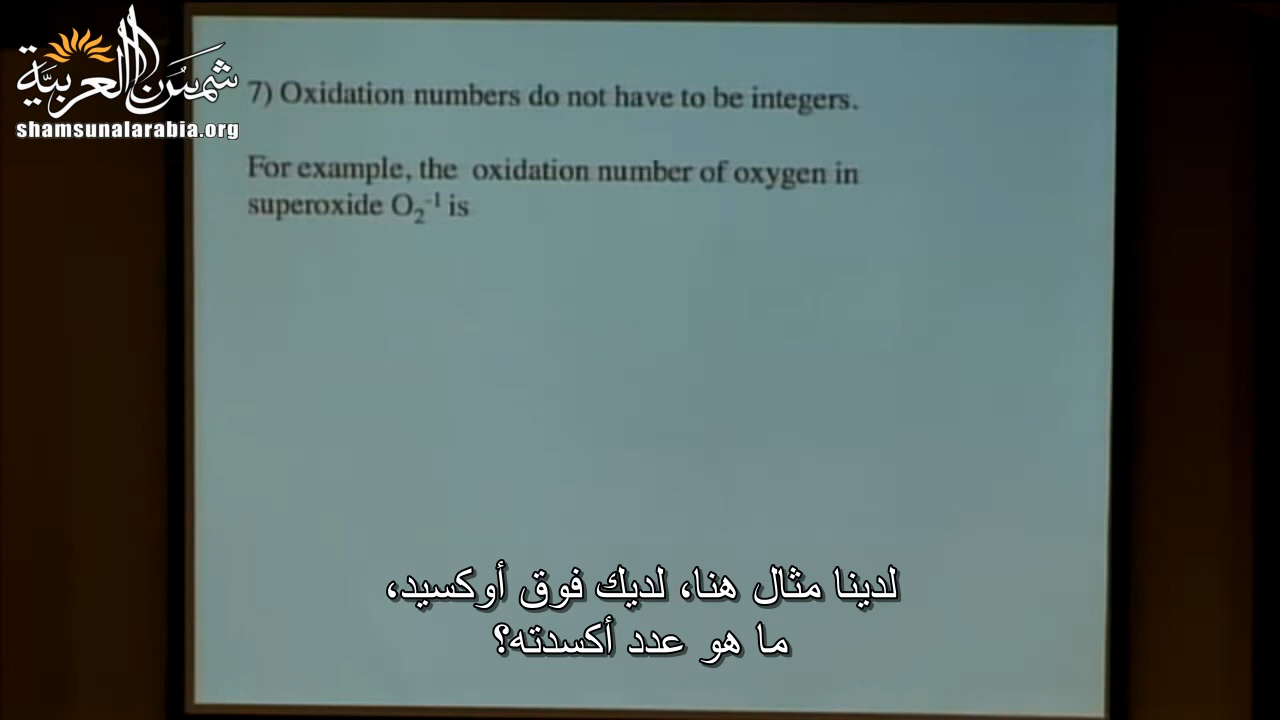 شمس العربية
shamsunalarabia.org
7) Oxidation numbers do not have to be integers.
For example, the oxidation number of oxygen in
superoxide O₂⁻¹ is
لدينا مثال هنا، لديك فوق أوكسيد،
ما هو عدد أكسدته؟